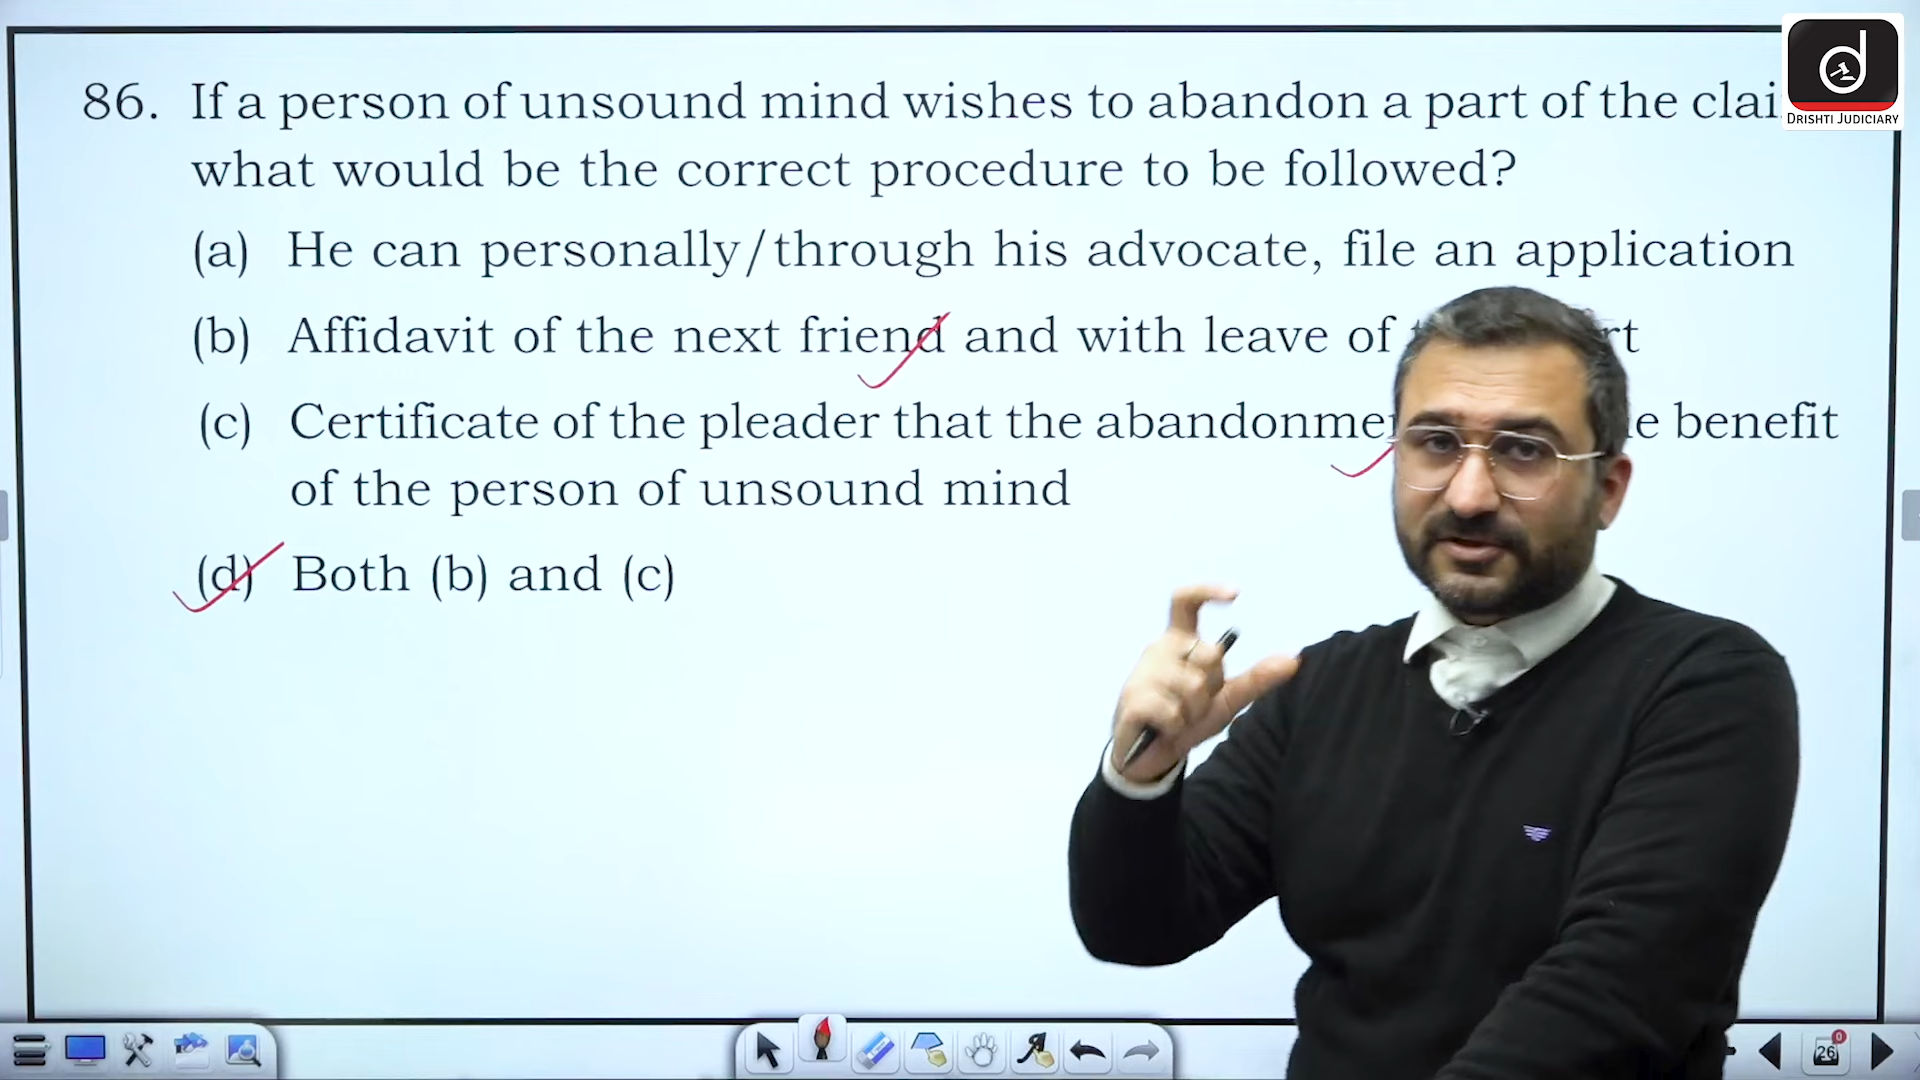 86. If a person of unsound mind wishes to abandon a part of the
DRISHTI JUDICIARY
what would be the correct procedure to be followed?
(a) He can personally/through his advocate, file an application
(b) Affidavit of the next friend and with leave of
(c) Certificate of the pleader that the benefit
of the person of unsound mind
(d) Both (b) and (c)
26
0